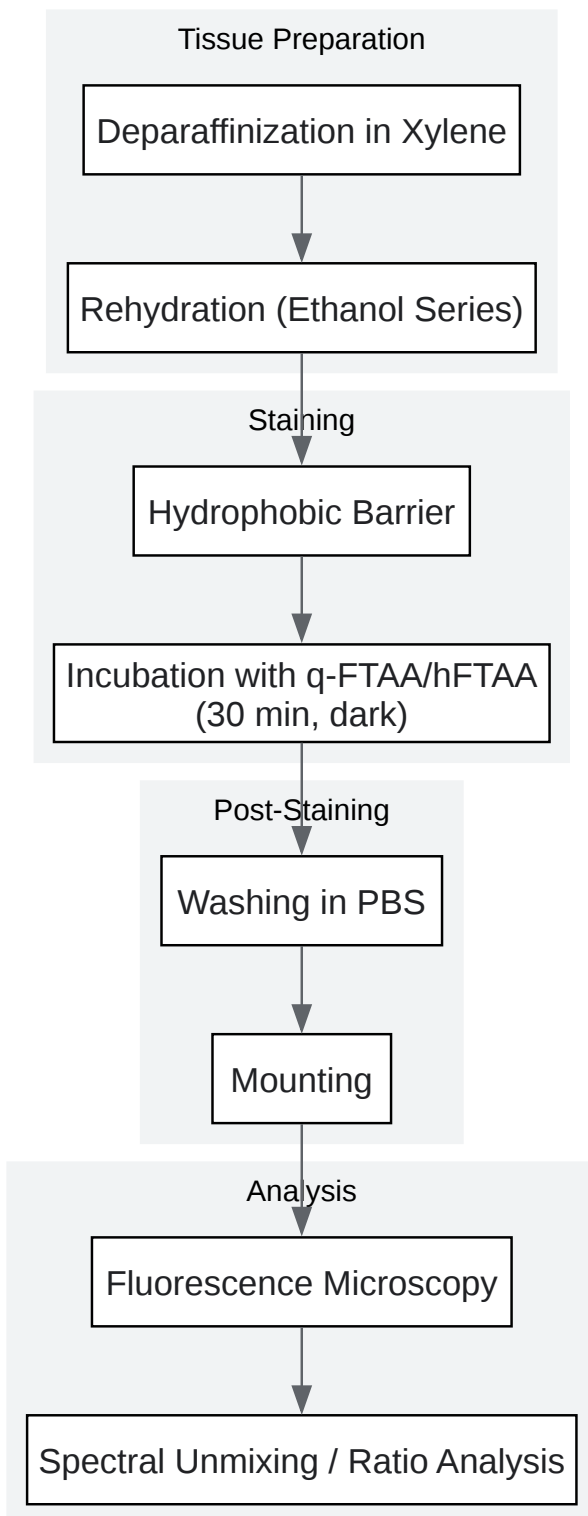 Tissue Preparation
Deparaffinization in Xylene
Rehydration (Ethanol Series)
Staining
Hydrophobic Barrier
Incubation with q-FTAA/hFTAA
(30 min, dark)
Post-Staining
Washing in PBS
Mounting
Analysis
Fluorescence Microscopy
Spectral Unmixing / Ratio Analysis